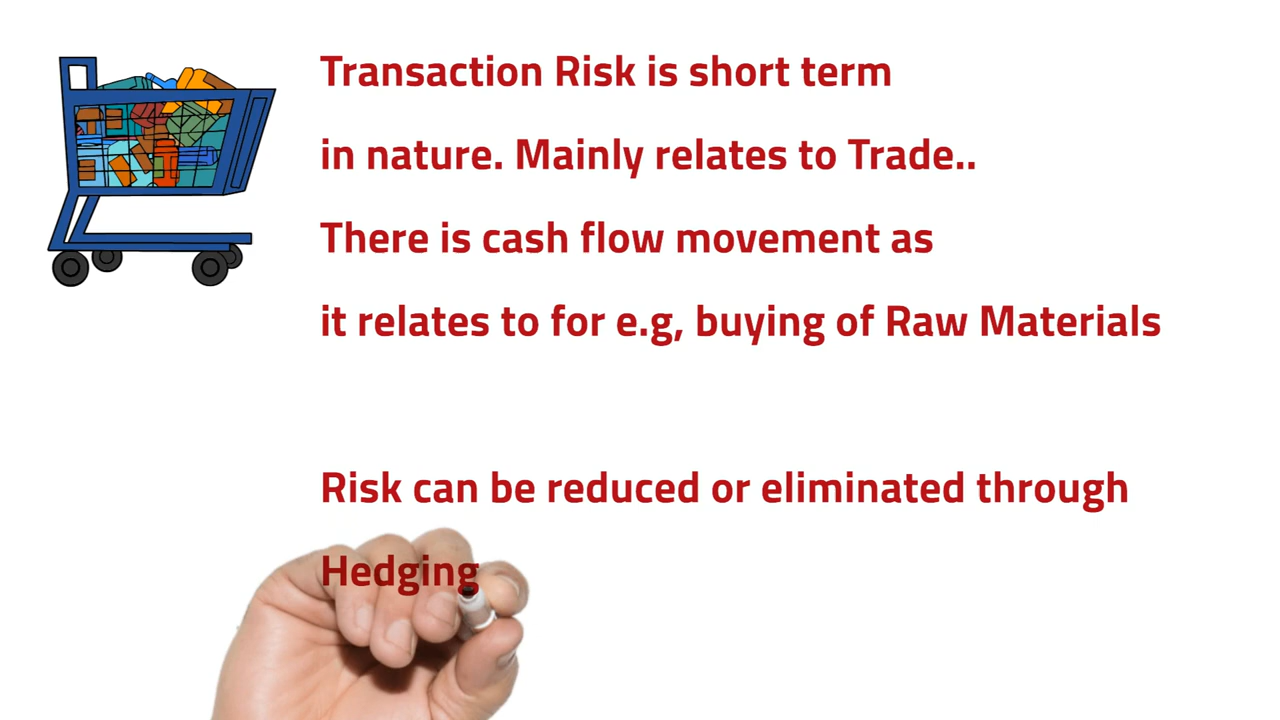 Transaction Risk is short term
in nature. Mainly relates to Trade..
There is cash flow movement as
it relates to for e.g, buying of Raw Materials
Risk can be reduced or eliminated through
Hedging